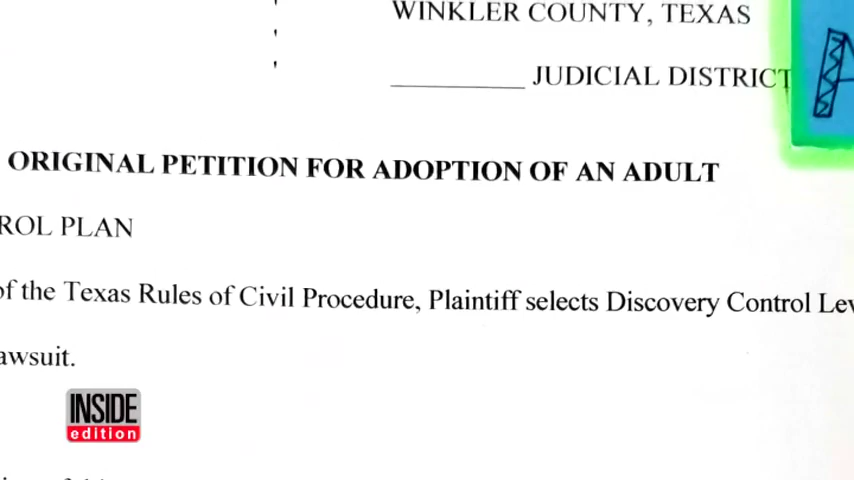 WINKLER COUNTY, TEXAS
JUDICIAL DISTRICT
ORIGINAL PETITION FOR ADOPTION OF AN ADULT
ROL PLAN
of the Texas Rules of Civil Procedure, Plaintiff selects Discovery Control Lev
awsuit.
INSIDE
edition